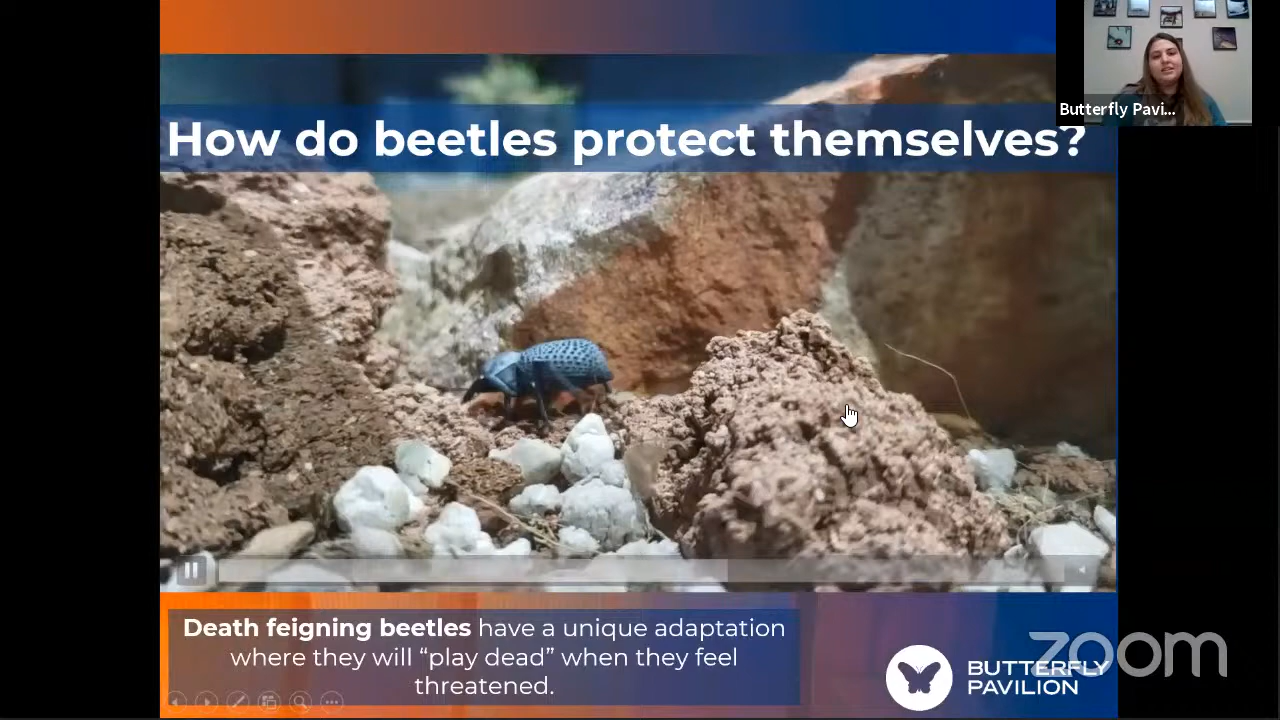 Butterfly Pavi...
How do beetles protect themselves?
Death feigning beetles have a unique adaptation
where they will “play dead” when they feel
threatened.
BUTTERFLY
PAVILION
zoom